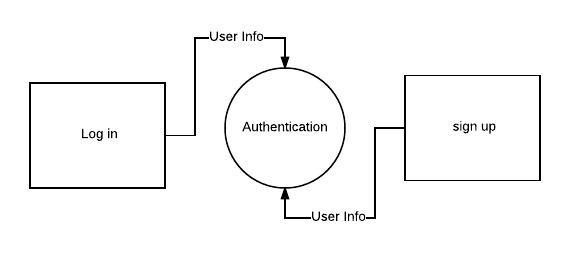 User Info
Log in
Authentication
sign up
User Info